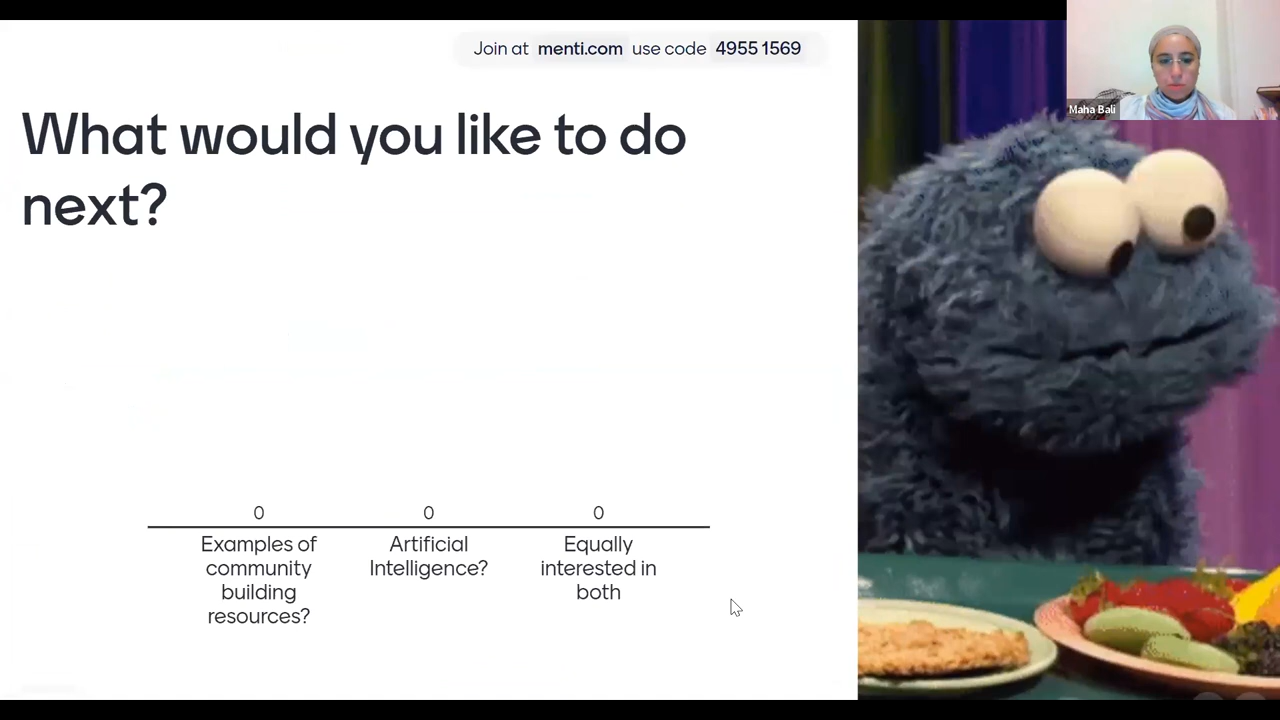 Join at menti.com use code 4955 1569
Maha Bali
What would you like to do
next?
0
0
0
Examples of
community
building
resources?
Artificial
Intelligence?
Equally
interested in
both